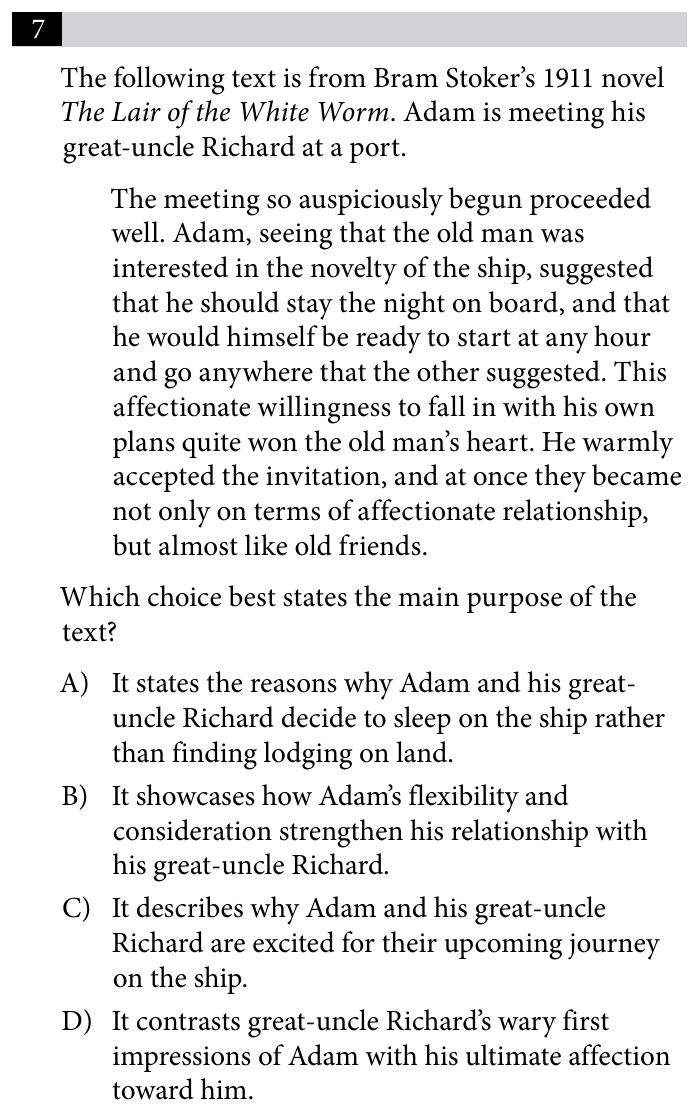 7
The following text is from Bram Stoker’s 1911 novel
The Lair of the White Worm. Adam is meeting his
great-uncle Richard at a port.
The meeting so auspiciously begun proceeded
well. Adam, seeing that the old man was
interested in the novelty of the ship, suggested
that he should stay the night on board, and that
he would himself be ready to start at any hour
and go anywhere that the other suggested. This
affectionate willingness to fall in with his own
plans quite won the old man’s heart. He warmly
accepted the invitation, and at once they became
not only on terms of affectionate relationship,
but almost like old friends.
Which choice best states the main purpose of the
text?
A) It states the reasons why Adam and his great-
uncle Richard decide to sleep on the ship rather
than finding lodging on land.
B) It showcases how Adam’s flexibility and
consideration strengthen his relationship with
his great-uncle Richard.
C) It describes why Adam and his great-uncle
Richard are excited for their upcoming journey
on the ship.
D) It contrasts great-uncle Richard’s wary first
impressions of Adam with his ultimate affection
toward him.